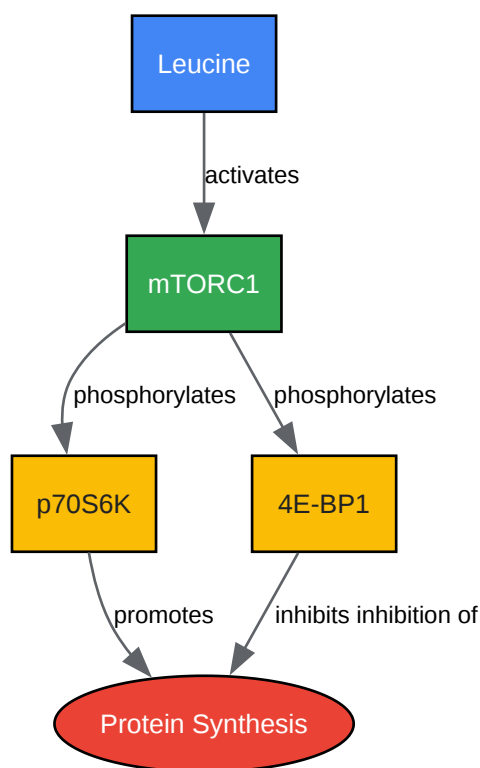 Leucine
activates
mTORC1
phosphorylates
phosphorylates
p70S6K
4E-BP1
promotes
inhibits inhibition of
Protein Synthesis